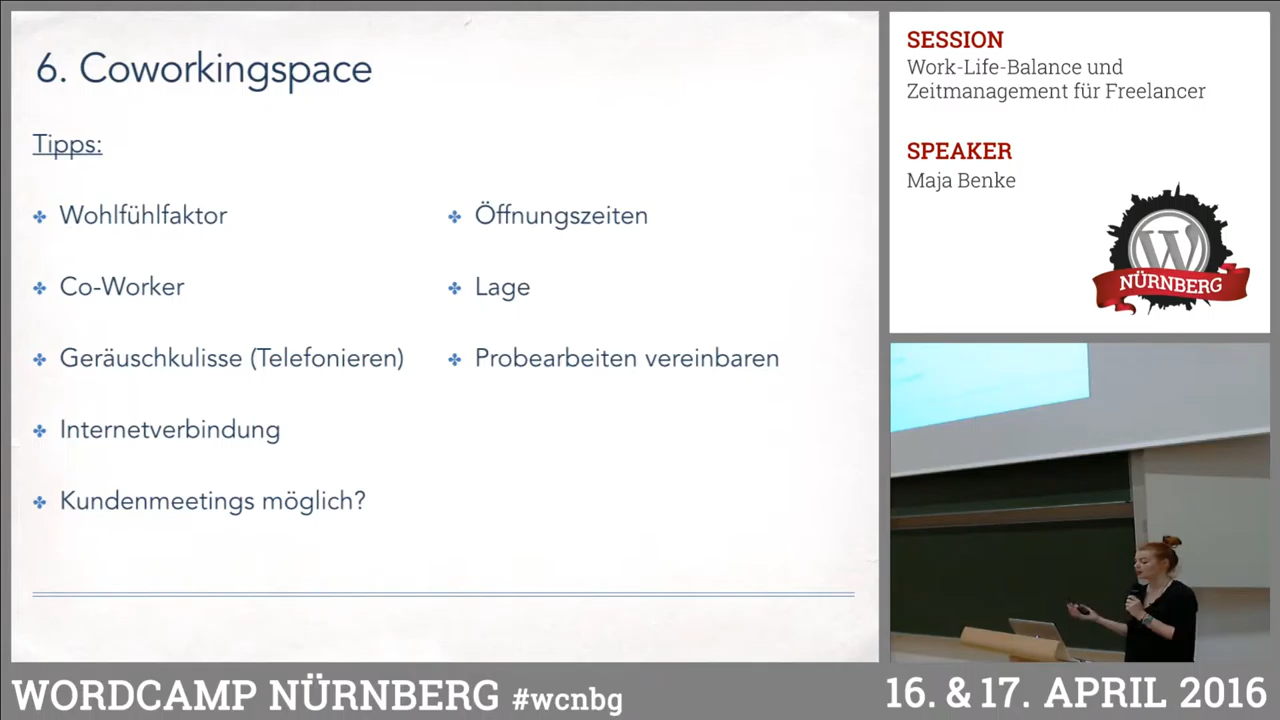 6. Coworkingspace
Tipps:
Wohlfühlfaktor
Co-Worker
Geräuschkulisse (Telefonieren)
Internetverbindung
Kundenmeetings möglich?
Öffnungszeiten
Lage
Probearbeiten vereinbaren
SESSION
Work-Life-Balance und
Zeitmanagement für Freelancer
SPEAKER
Maja Benke
W
NÜRNBERG
WORDCAMP NÜRNBERG #wcnbg
16. & 17. APRIL 2016